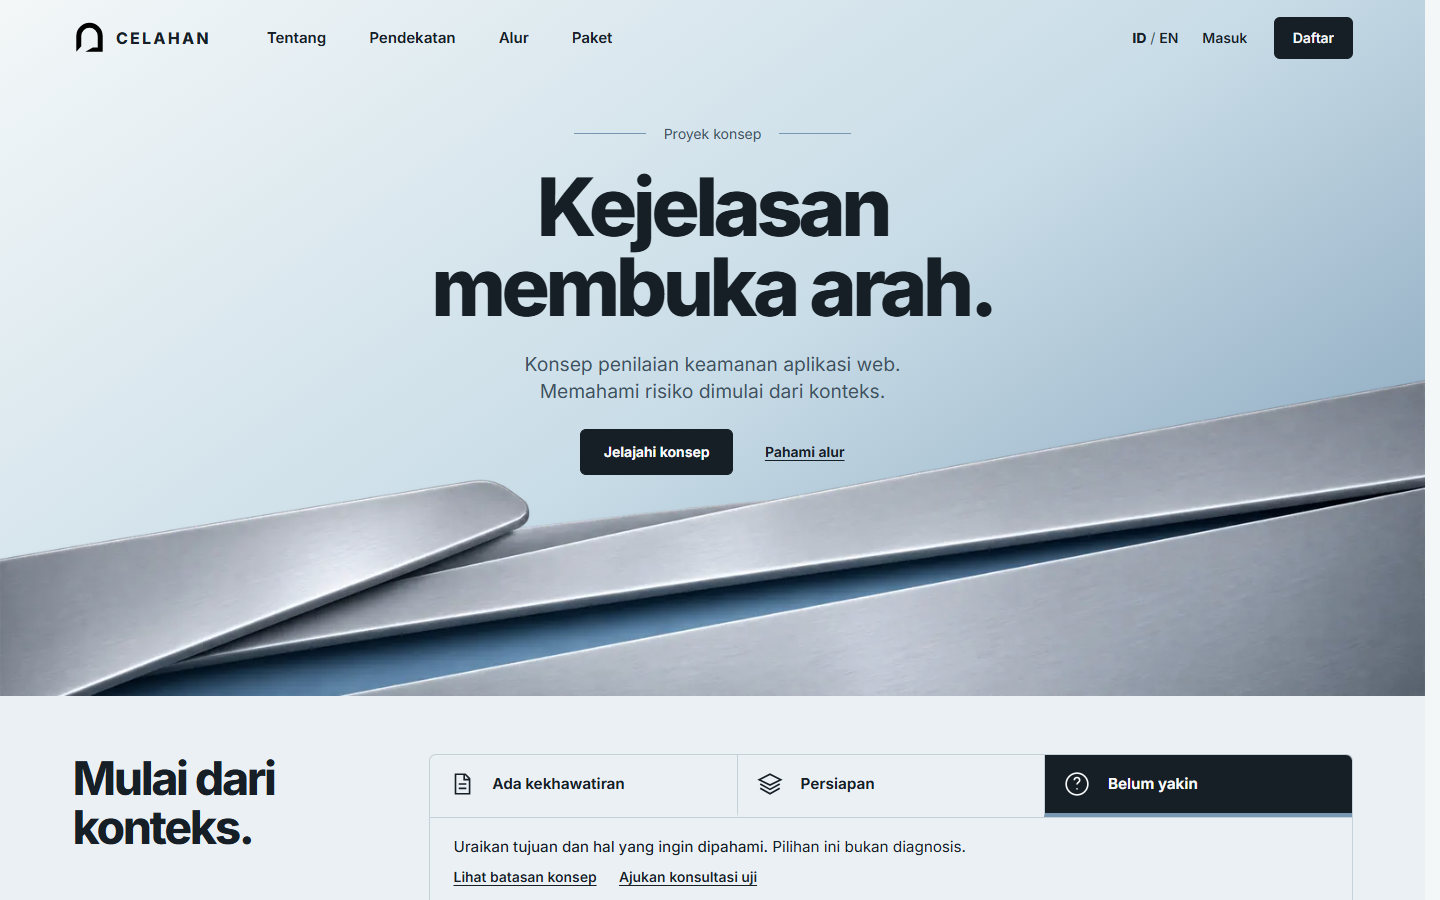 CELAHAN
Tentang
Pendekatan
Alur
Paket
ID / EN
Masuk
Daftar
Proyek konsep
Kejelasan
membuka arah.
Konsep penilaian keamanan aplikasi web.
Memahami risiko dimulai dari konteks.
Jelajahi konsep
Pahami alur
Mulai dari
konteks.
Ada kekhawatiran
Persiapan
Belum yakin
Uraikan tujuan dan hal yang ingin dipahami. Pilihan ini bukan diagnosis.
Lihat batasan konsep
Ajukan konsultasi uji